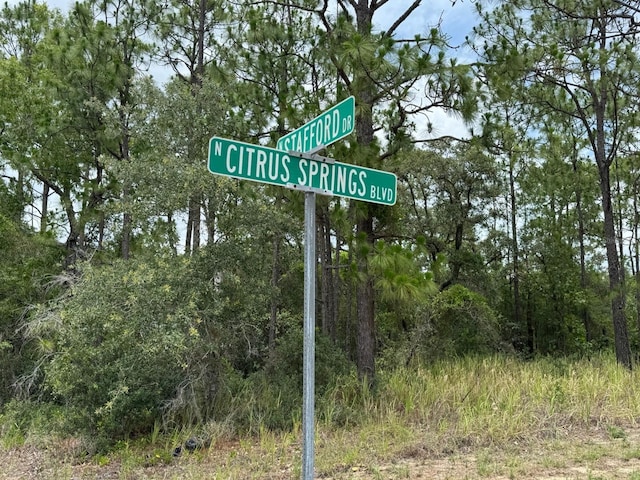 STAFFORD DR
N CITRUS SPRINGS BLVD